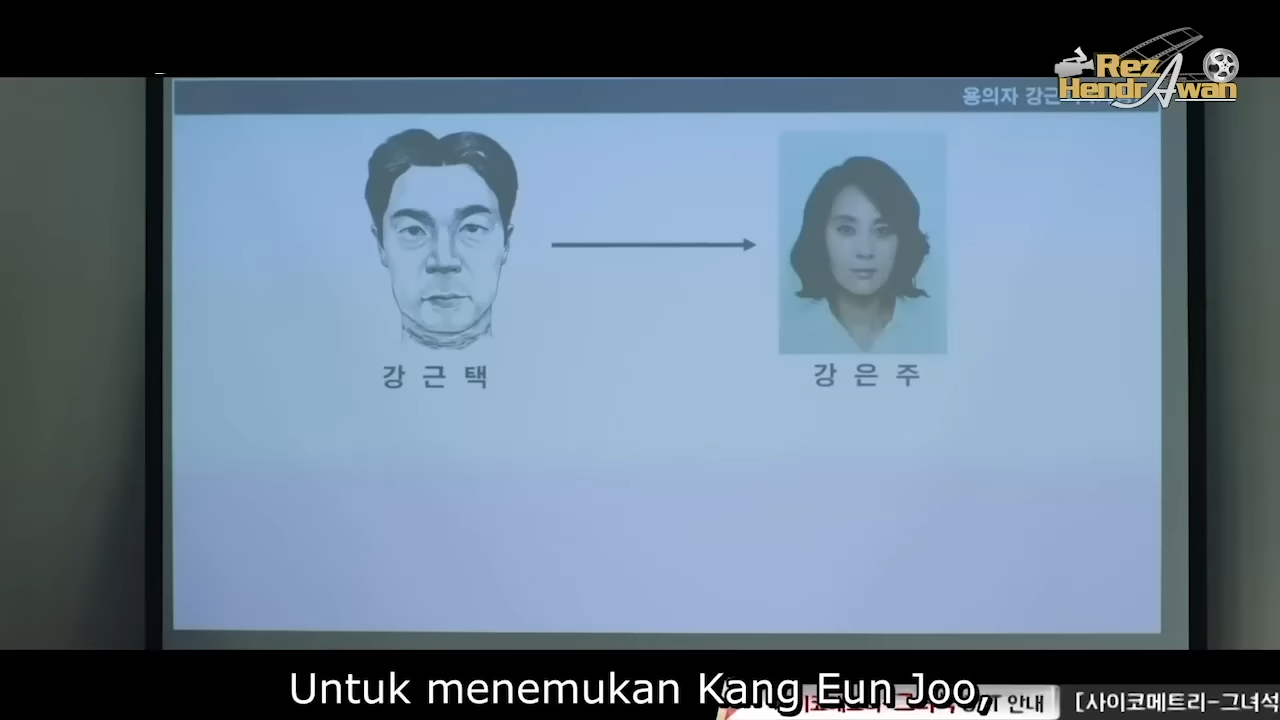 Rez
HendrAwan
용의자 강근
강 근 택
강 은 주
Untuk menemukan Kang Eun Joo,
안내
[사이코메트리-그녀석